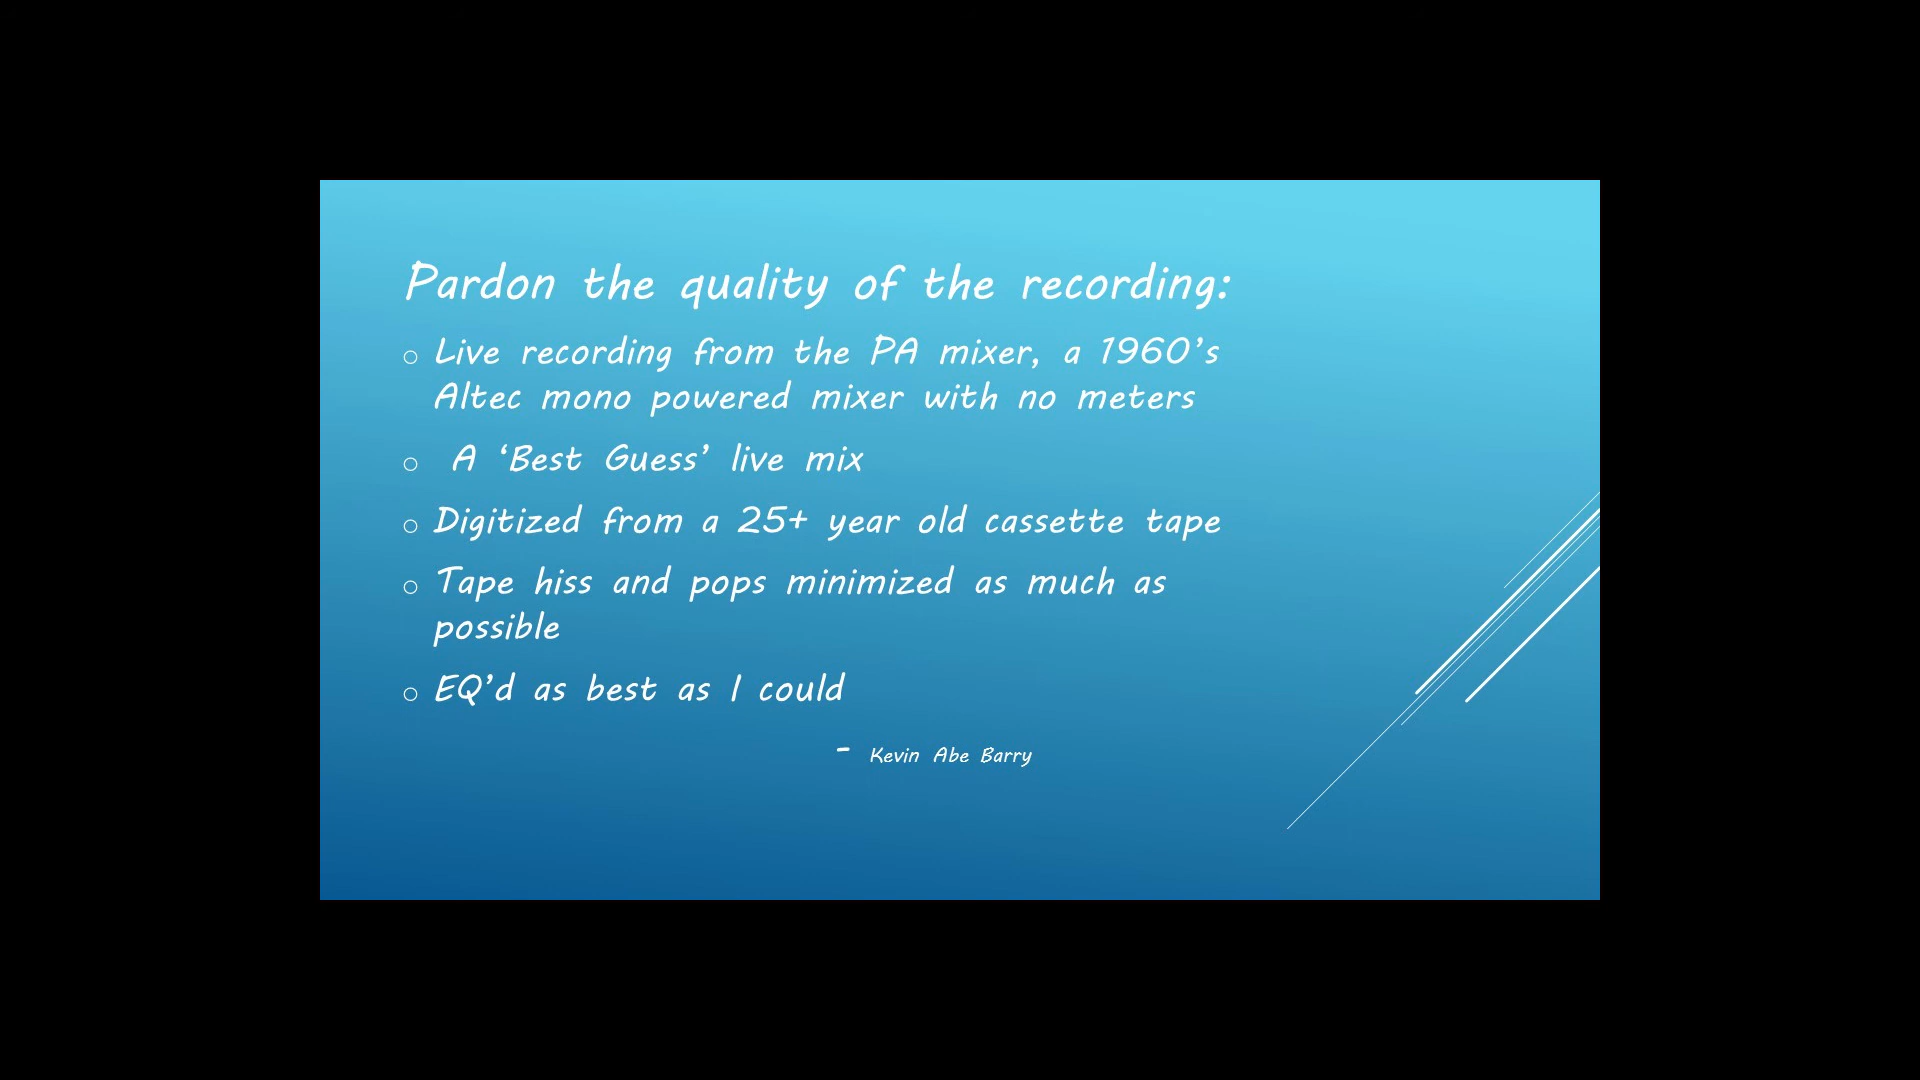 Pardon the quality of the recording:
○ Live recording from the PA mixer, a 1960’s
Altec mono powered mixer with no meters
○ A ‘Best Guess’ live mix
○ Digitized from a 25+ year old cassette tape
○ Tape hiss and pops minimized as much as
possible
○ EQ’d as best as I could
- Kevin Abe Barry